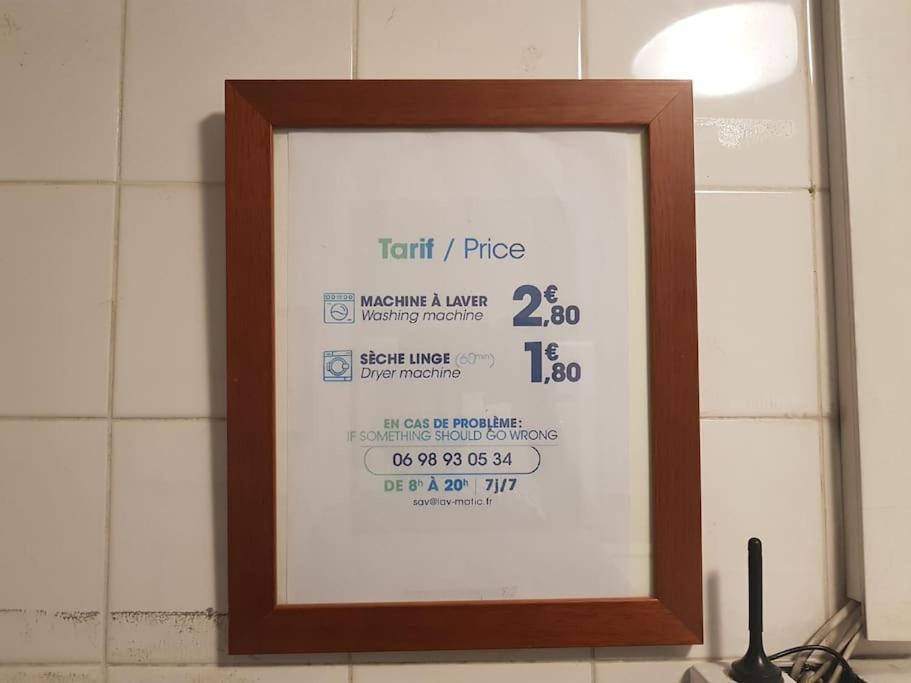 Tarif / Price
MACHINE À LAVER 2€,80
Washing machine
SÈCHE LINGE (60min) 1€,80
Dryer machine
EN CAS DE PROBLÈME:
IF SOMETHING SHOULD GO WRONG
06 98 93 05 34
DE 8h À 20h | 7j/7
sav@lav-matic.fr